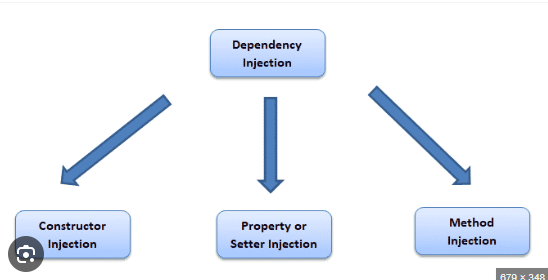 Dependency
Injection
Constructor
Injection
Property or
Setter Injection
Method
Injection
679 x 348